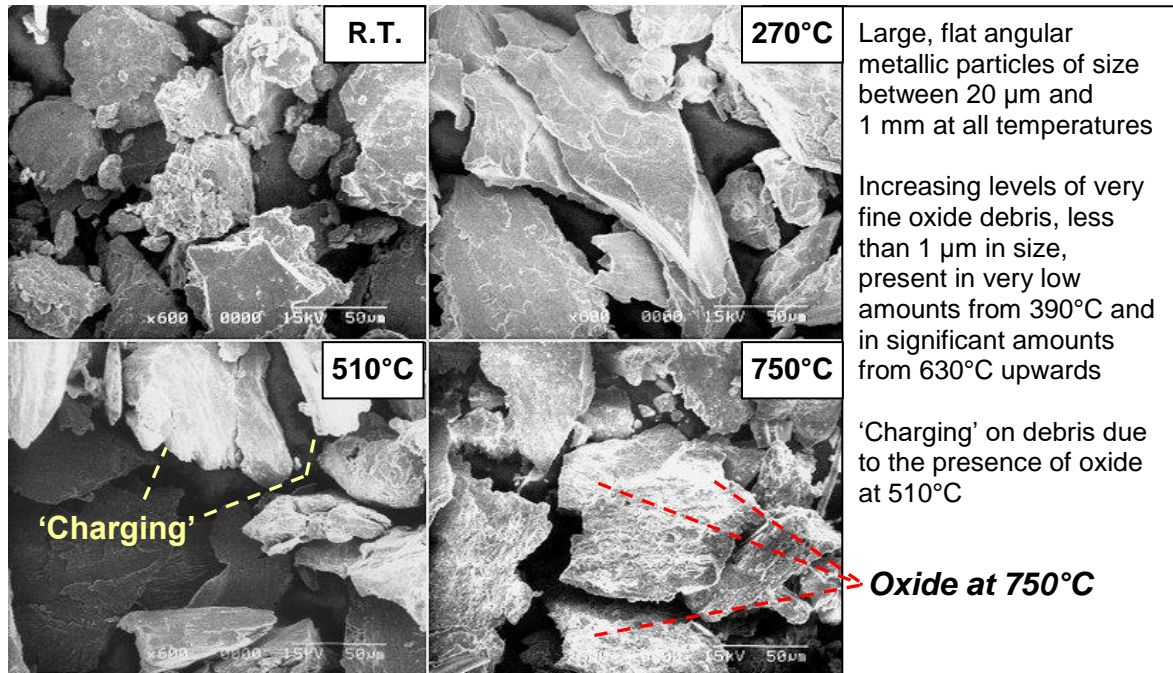 R.T.
270°C
Large, flat angular
metallic particles of size
between 20 µm and
1 mm at all temperatures
Increasing levels of very
fine oxide debris, less
than 1 µm in size,
present in very low
amounts from 390°C and
in significant amounts
from 630°C upwards
‘Charging’ on debris due
to the presence of oxide
at 510°C
x600 0000 15kV 50µm
x600 0000 15kV 50µm
510°C
750°C
‘Charging’
Oxide at 750°C
x600 0000 15kV 50µm
x600 0000 15kV 50µm